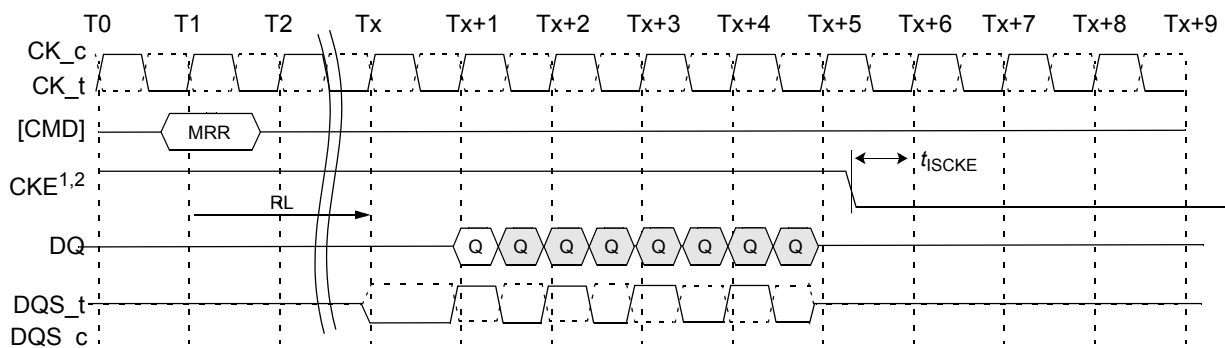 T0 T1 T2 Tx Tx+1 Tx+2 Tx+3 Tx+4 Tx+5 Tx+6 Tx+7 Tx+8 Tx+9
CK_c
CK_t
[CMD] MRR
CKE1,2 tISCKE
RL
DQ Q Q Q Q Q Q Q Q
DQS_t
DQS_c